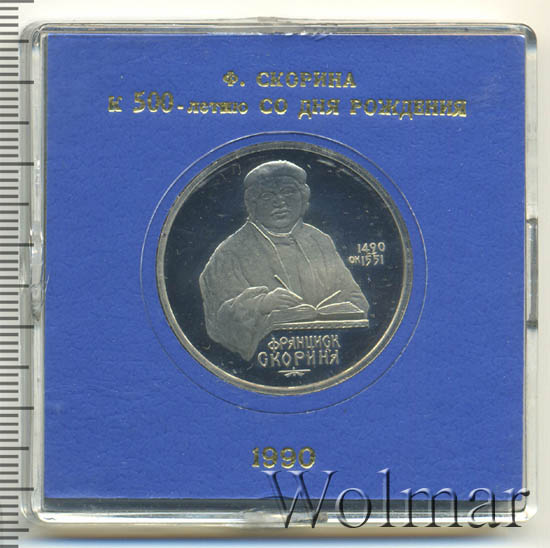 Ф. СКОРИНА
К 500-летию СО ДНЯ РОЖДЕНИЯ
1490
ОК 1551
ФРАНЦИСК
СКОРИНА
1990
Wolmar